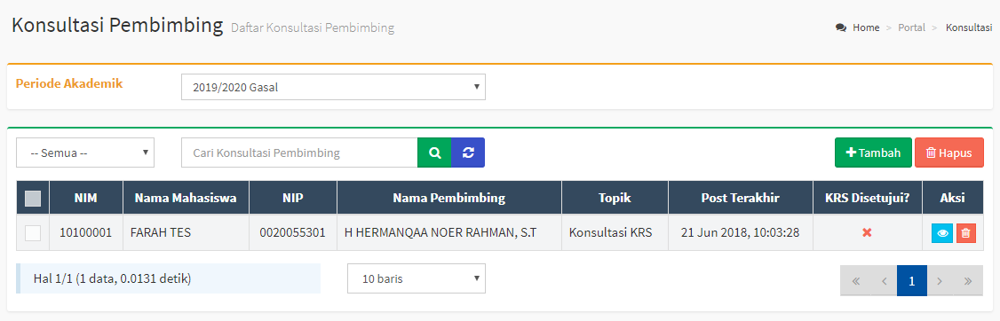 Konsultasi Pembimbing Daftar Konsultasi Pembimbing
Home > Portal > Konsultasi
Periode Akademik 2019/2020 Gasal
-- Semua -- Cari Konsultasi Pembimbing Tambah Hapus
NIM Nama Mahasiswa NIP Nama Pembimbing Topik Post Terakhir KRS Disetujui? Aksi
10100001 FARAH TES 0020055301 H HERMANQAA NOER RAHMAN, S.T Konsultasi KRS 21 Jun 2018, 10:03:28
Hal 1/1 (1 data, 0.0131 detik) 10 baris « < 1 > »